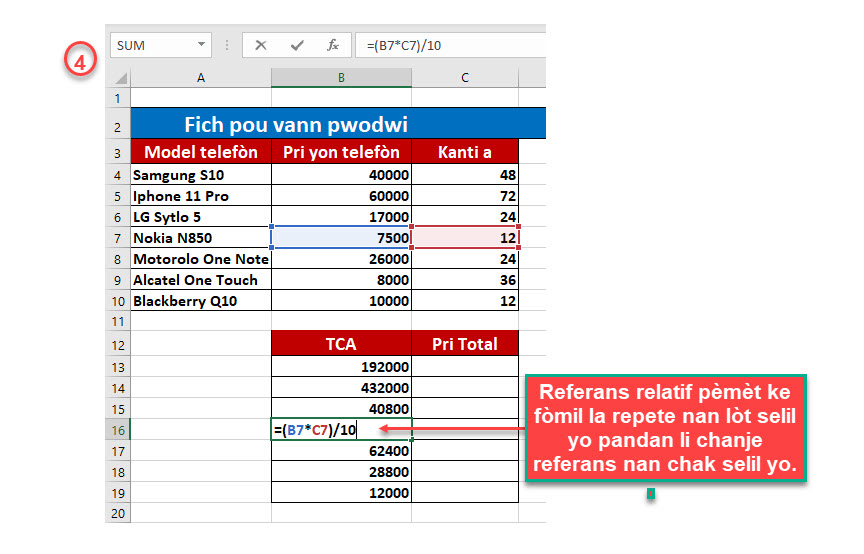 4
SUM
fx
=(B7*C7)/10
A B C
1
2 Fich pou vann pwodwi
3 Model telefòn Pri yon telefòn Kanti a
4 Samgung S10 40000 48
5 Iphone 11 Pro 60000 72
6 LG Sytlo 5 17000 24
7 Nokia N850 7500 12
8 Motorolo One Note 26000 24
9 Alcatel One Touch 8000 36
10 Blackberry Q10 10000 12
11
12 TCA Pri Total
13 192000
14 432000
15 40800
16 =(B7*C7)/10
17 62400
18 28800
19 12000
20
Referans relatif pèmèt ke
fòmil la repete nan lòt selil
yo pandan li chanje
referans nan chak selil yo.